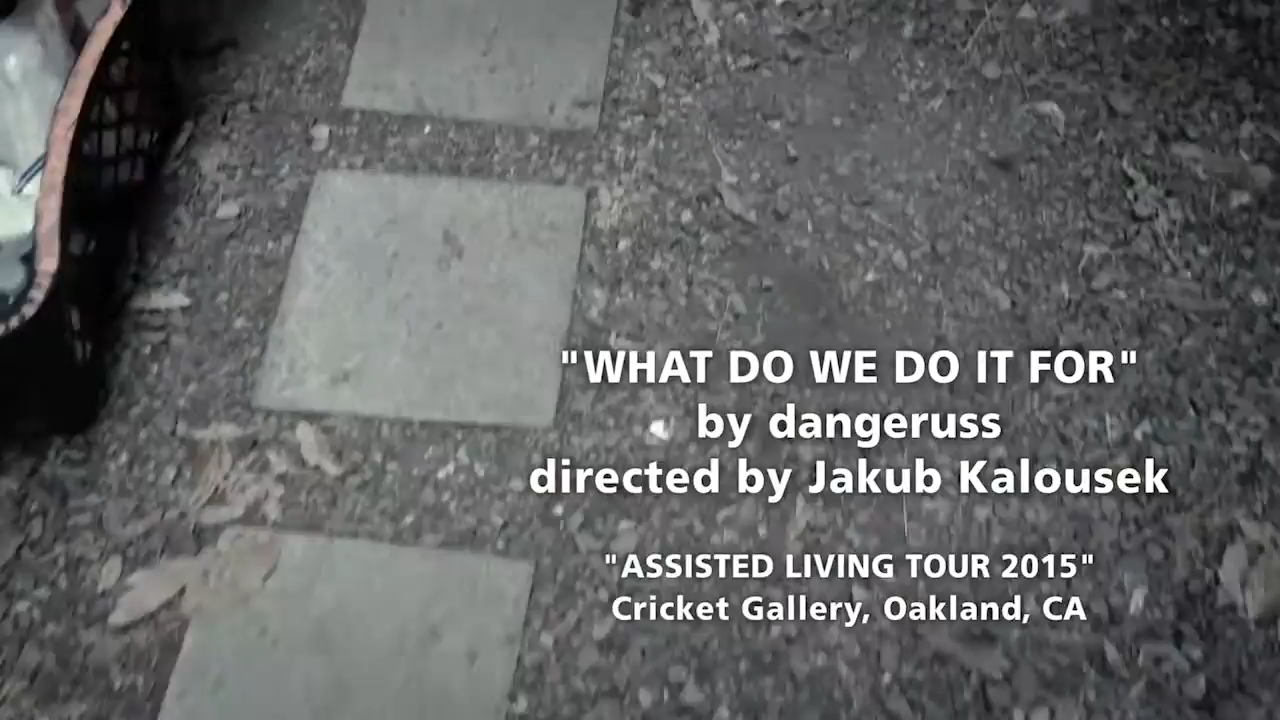 "WHAT DO WE DO IT FOR"
by dangeruss
directed by Jakub Kalousek
"ASSISTED LIVING TOUR 2015"
Cricket Gallery, Oakland, CA